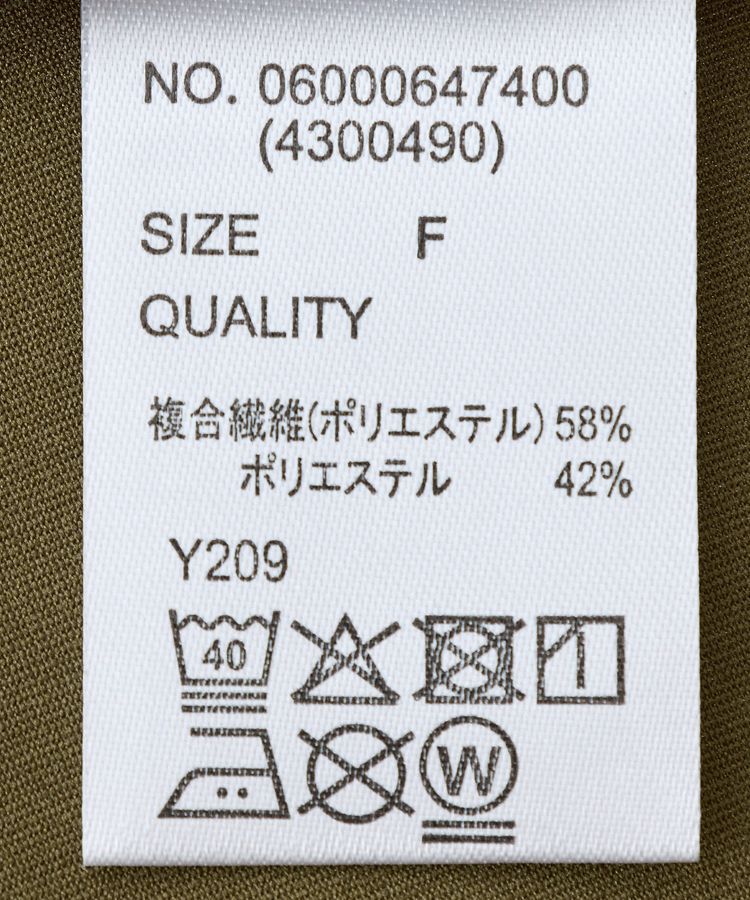 NO. 06000647400
(4300490)
SIZE F
QUALITY
複合繊維(ポリエステル) 58%
ポリエステル 42%
Y209
40
W